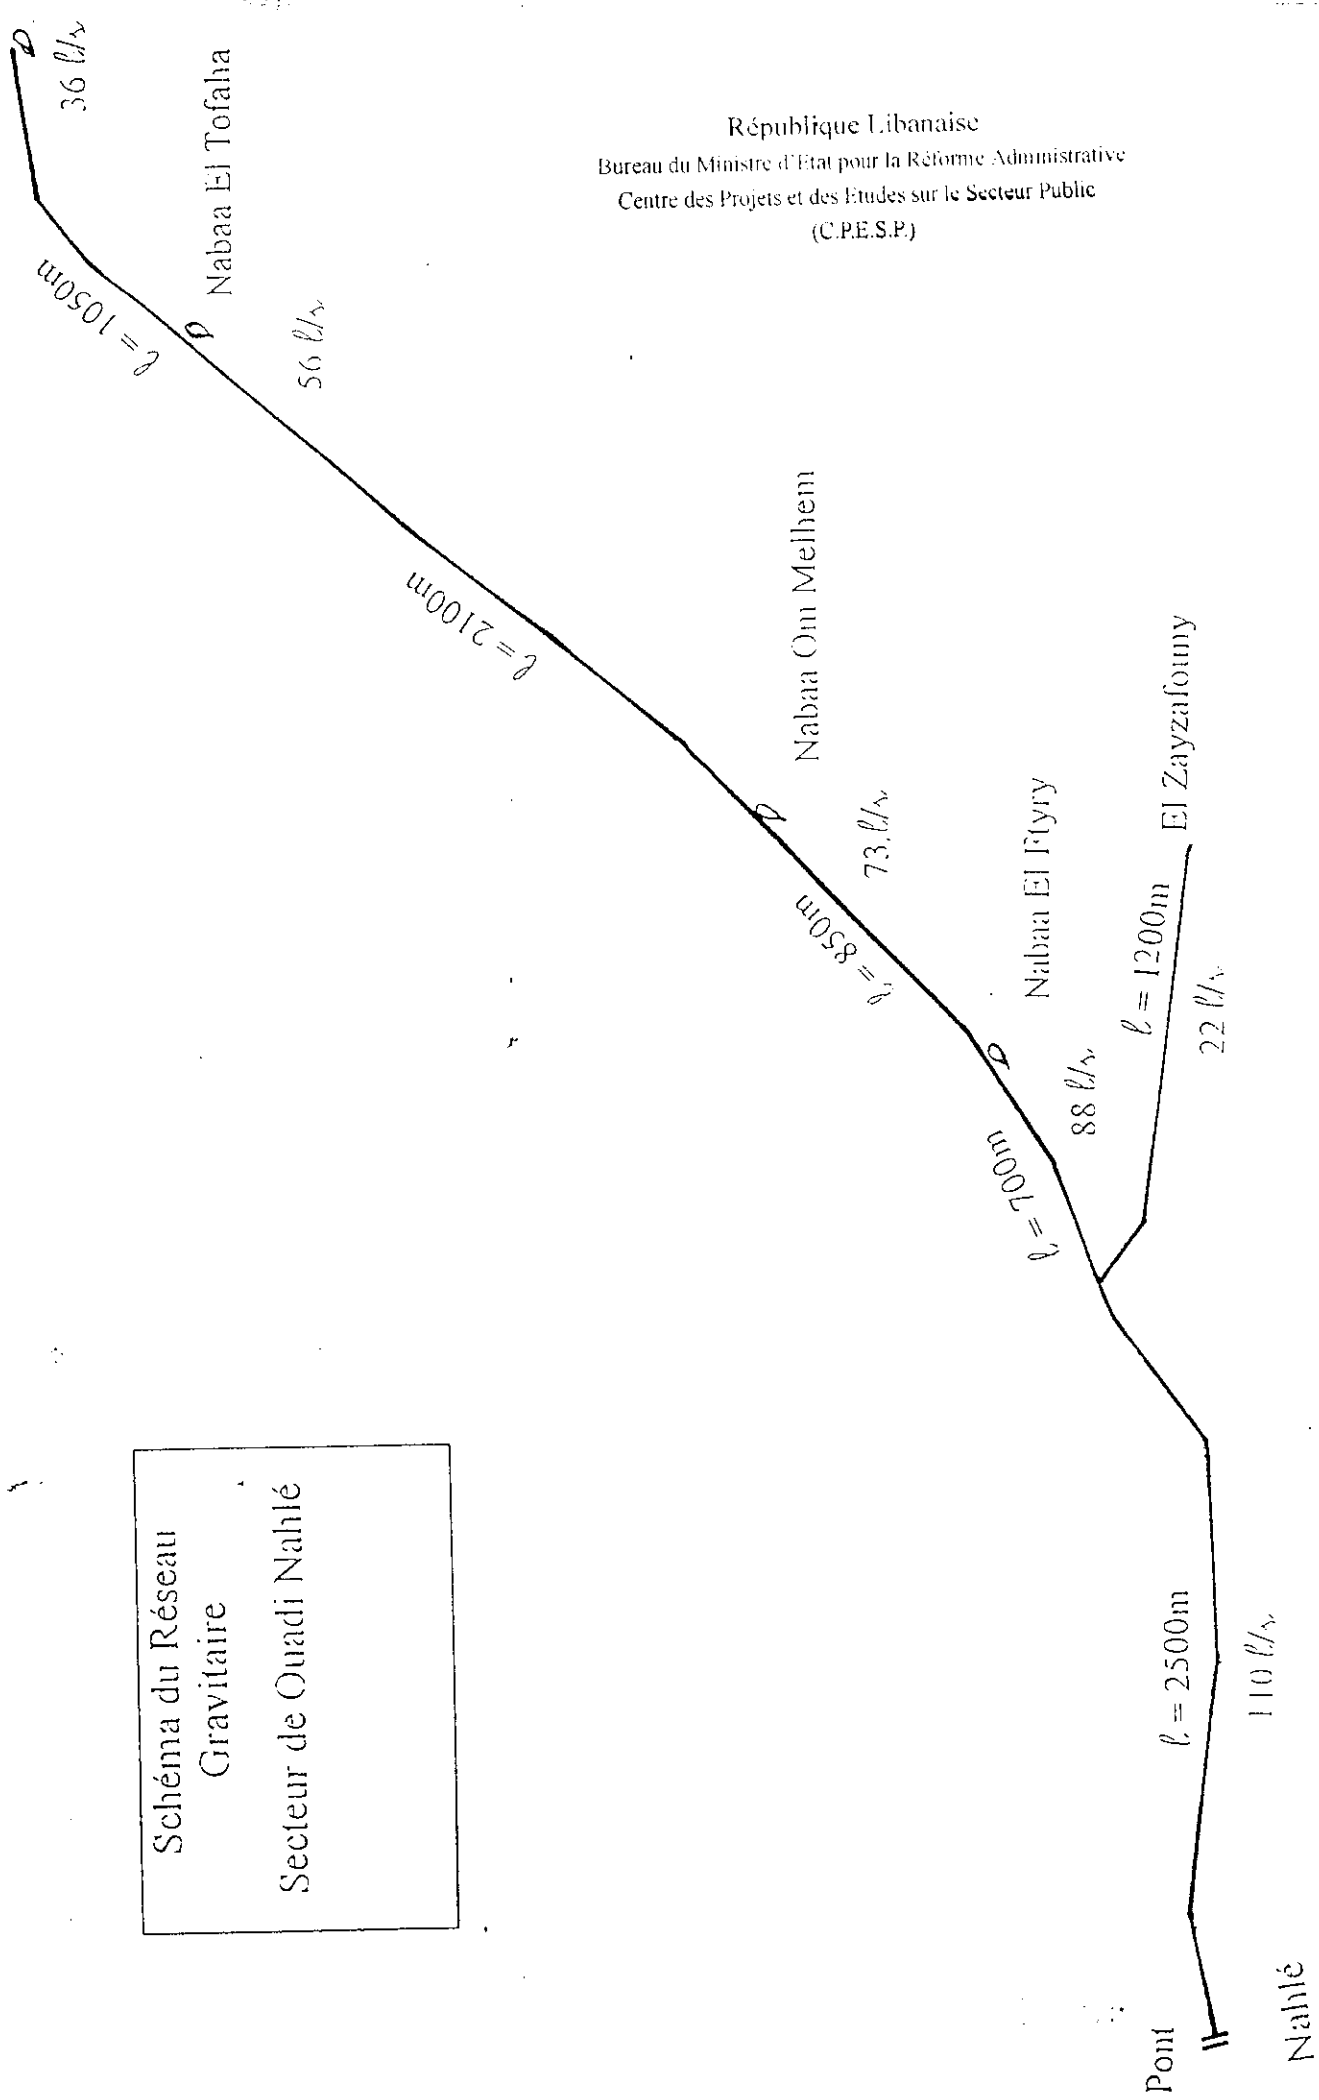 République Libanaise
Bureau du Ministre d'Etat pour la Réforme Administrative
Centre des Projets et des Etudes sur le Secteur Public
(C.P.E.S.P.)
Schéma du Réseau
Gravitaire
Secteur de Ouadi Nahlé
36 l/s
l = 1050m
Nabaa El Tofaha
56 l/s
l = 2100m
Nabaa Om Melhem
73 l/s
l = 850m
Nabaa El Ftyry
88 l/s
l = 700m
El Zayzafouny
l = 1200m
22 l/s
l = 2500m
110 l/s
Pont
Nahlé